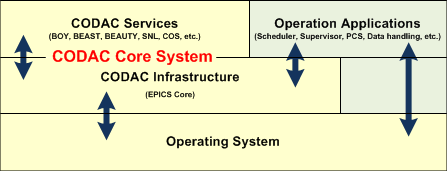 CODAC Services
(BOY, BEAST, BEAUTY, SNL, COS, etc.)
Operation Applications
(Scheduler, Supervisor, PCS, Data handling, etc.)
CODAC Core System
CODAC Infrastructure
(EPICS Core)
Operating System